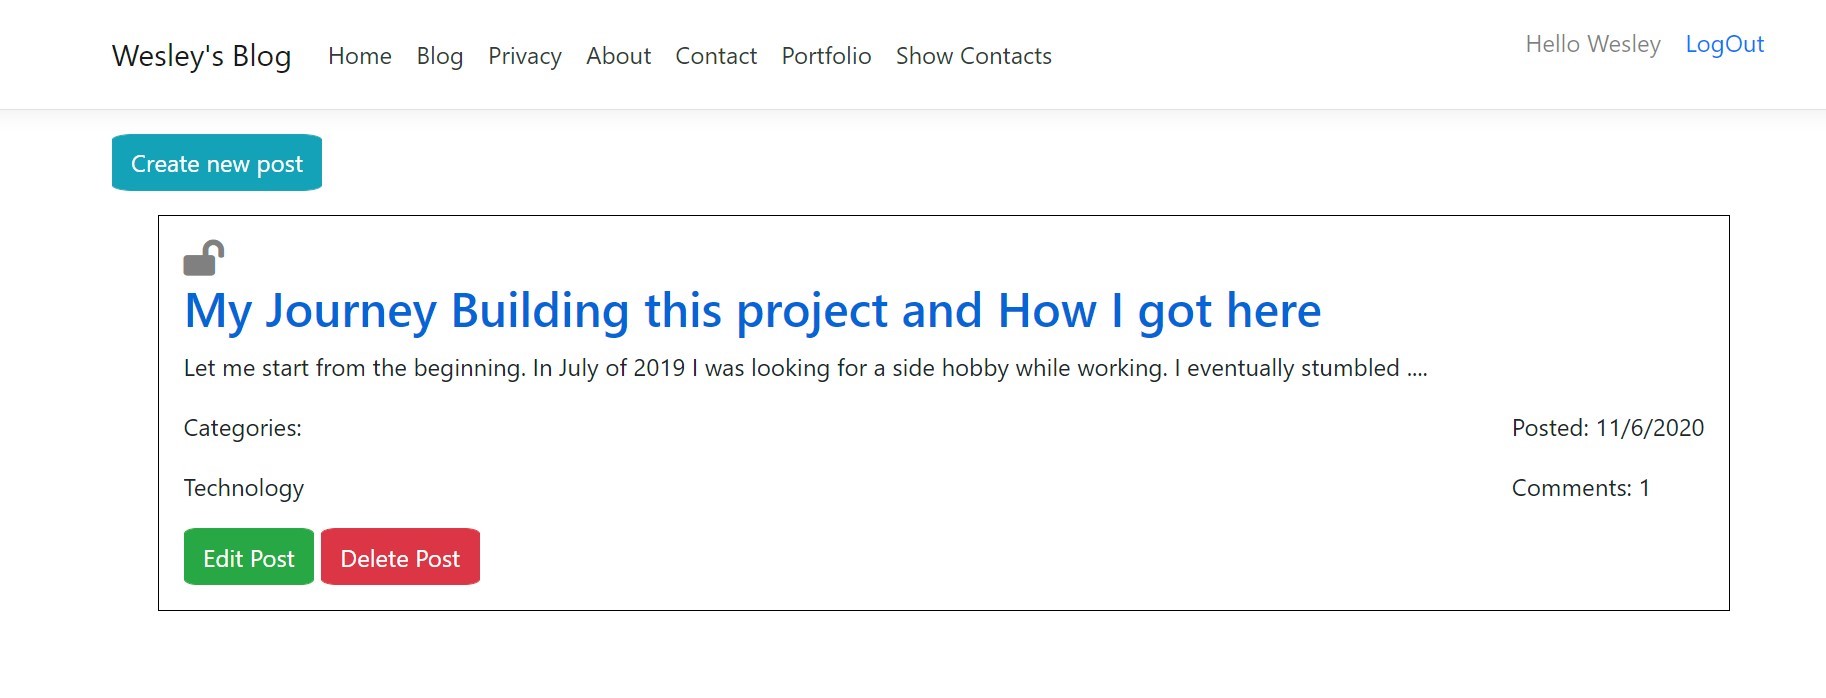 Wesley's Blog Home Blog Privacy About Contact Portfolio Show Contacts Hello Wesley LogOut
Create new post
My Journey Building this project and How I got here
Let me start from the beginning. In July of 2019 I was looking for a side hobby while working. I eventually stumbled ....
Categories: Posted: 11/6/2020
Technology Comments: 1
Edit Post Delete Post